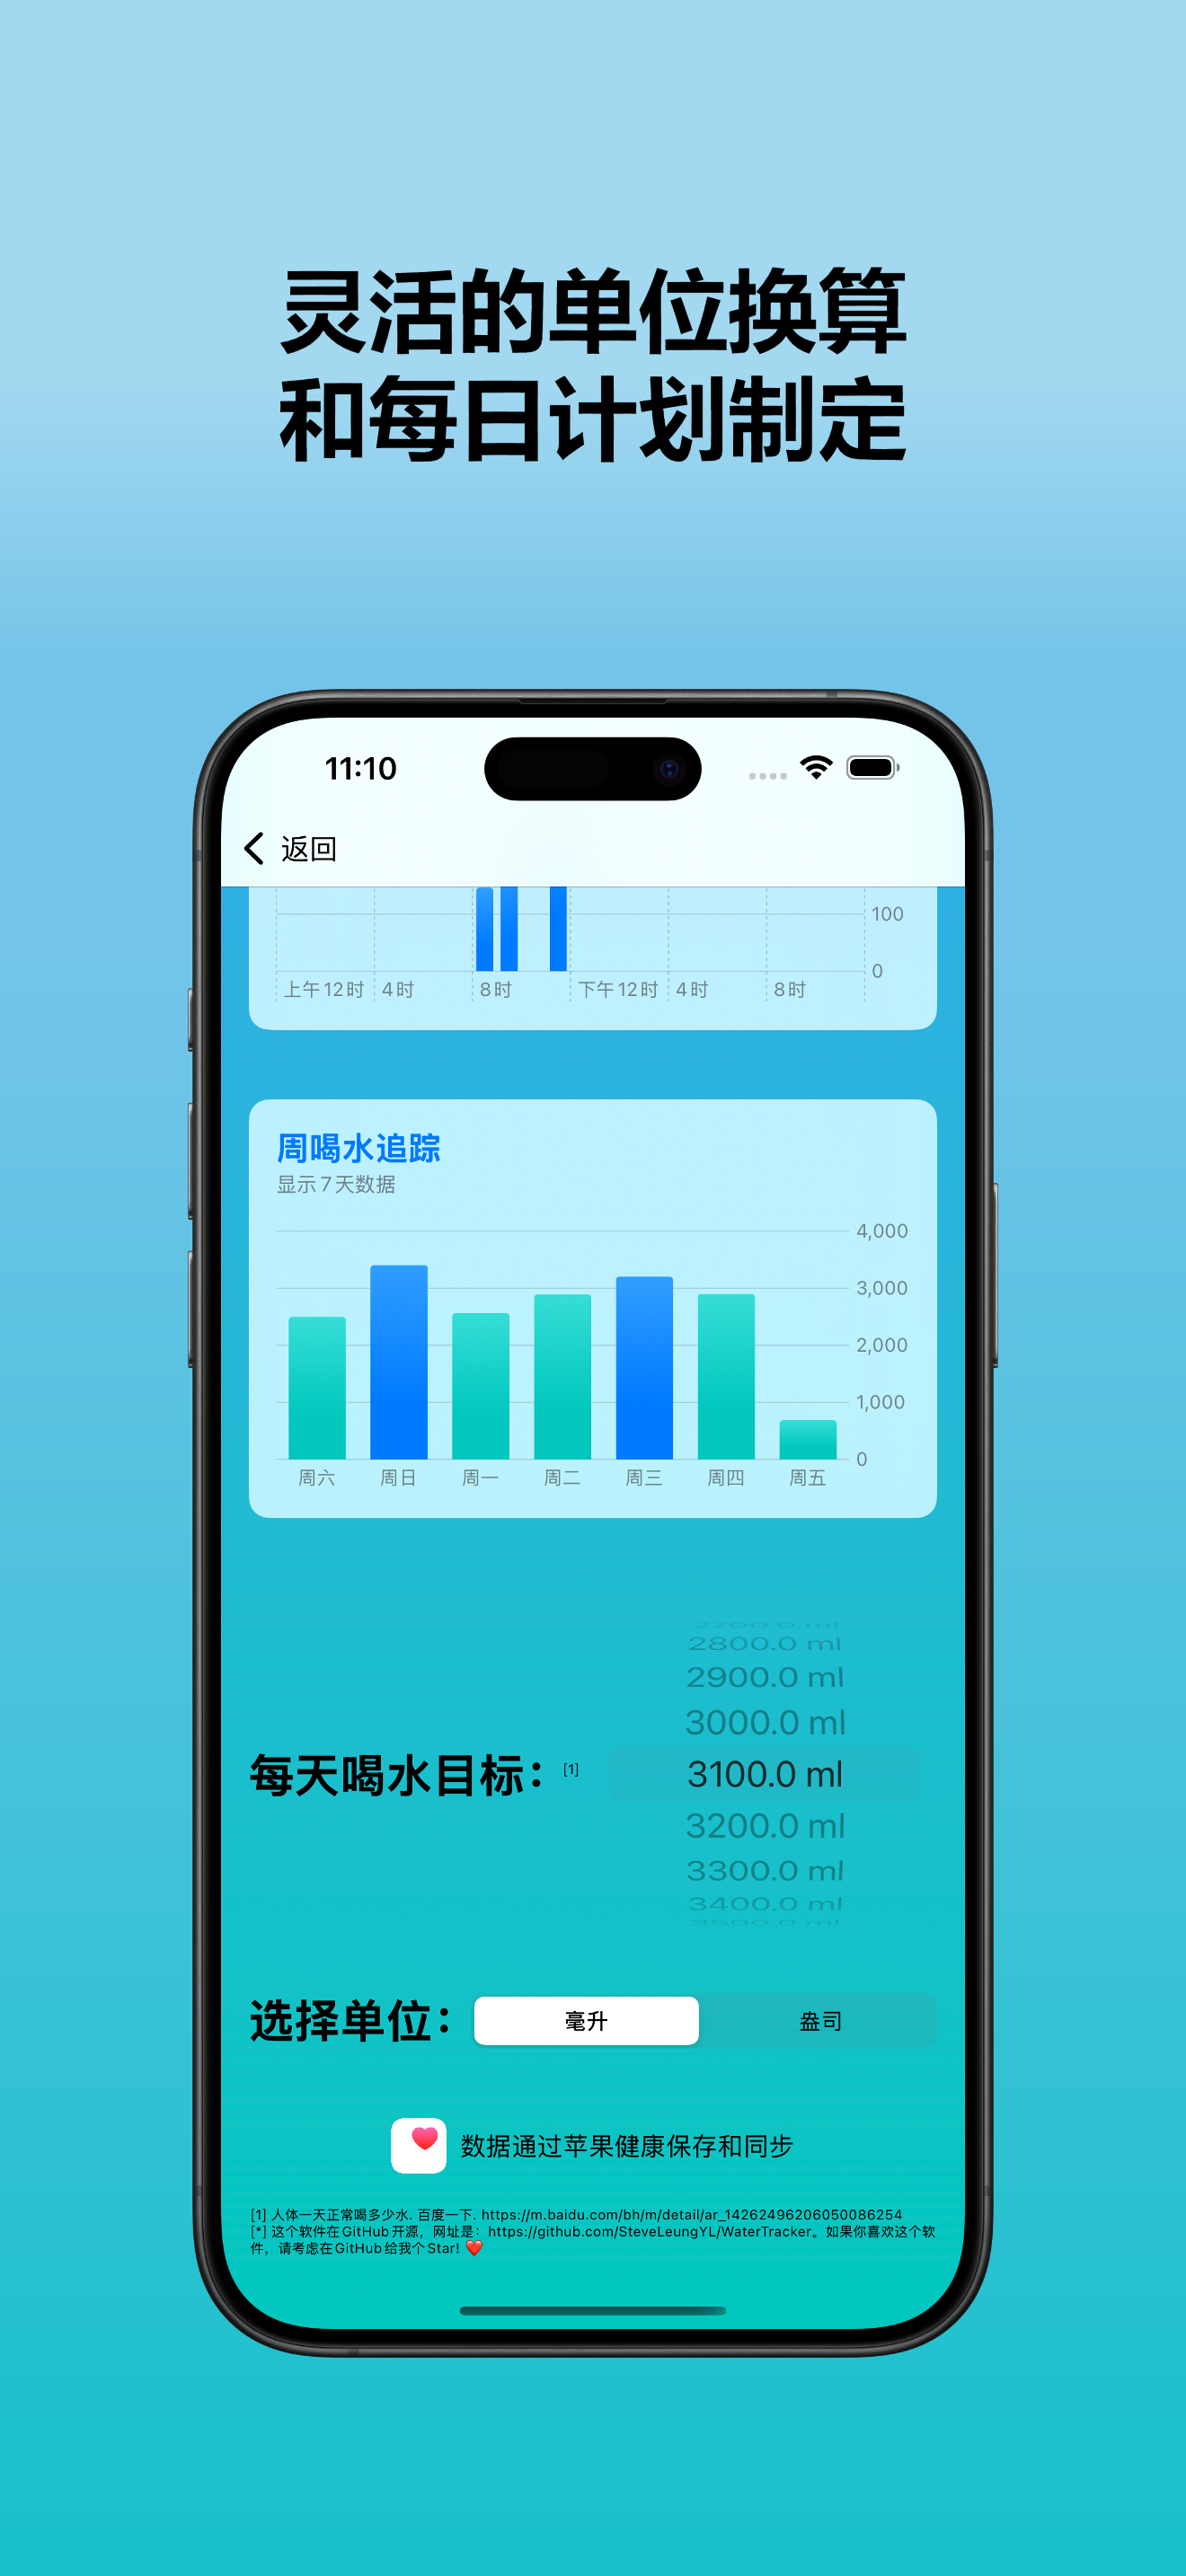 灵活的单位换算
和每日计划制定
11:10
返回
100
0
上午12时 4时 8时 下午12时 4时 8时
周喝水追踪
显示7天数据
4,000
3,000
2,000
1,000
0
周六 周日 周一 周二 周三 周四 周五
2700.0 ml
2800.0 ml
2900.0 ml
3000.0 ml
每天喝水目标：[1] 3100.0 ml
3200.0 ml
3300.0 ml
3400.0 ml
3500.0 ml
选择单位： 毫升 盎司
数据通过苹果健康保存和同步
[1] 人体一天正常喝多少水. 百度一下. https://m.baidu.com/bh/m/detail/ar_14262496206050086254
[*] 这个软件在GitHub开源，网址是：https://github.com/SteveLeungYL/WaterTracker。如果你喜欢这个软
件，请考虑在GitHub给我个Star! ❤️